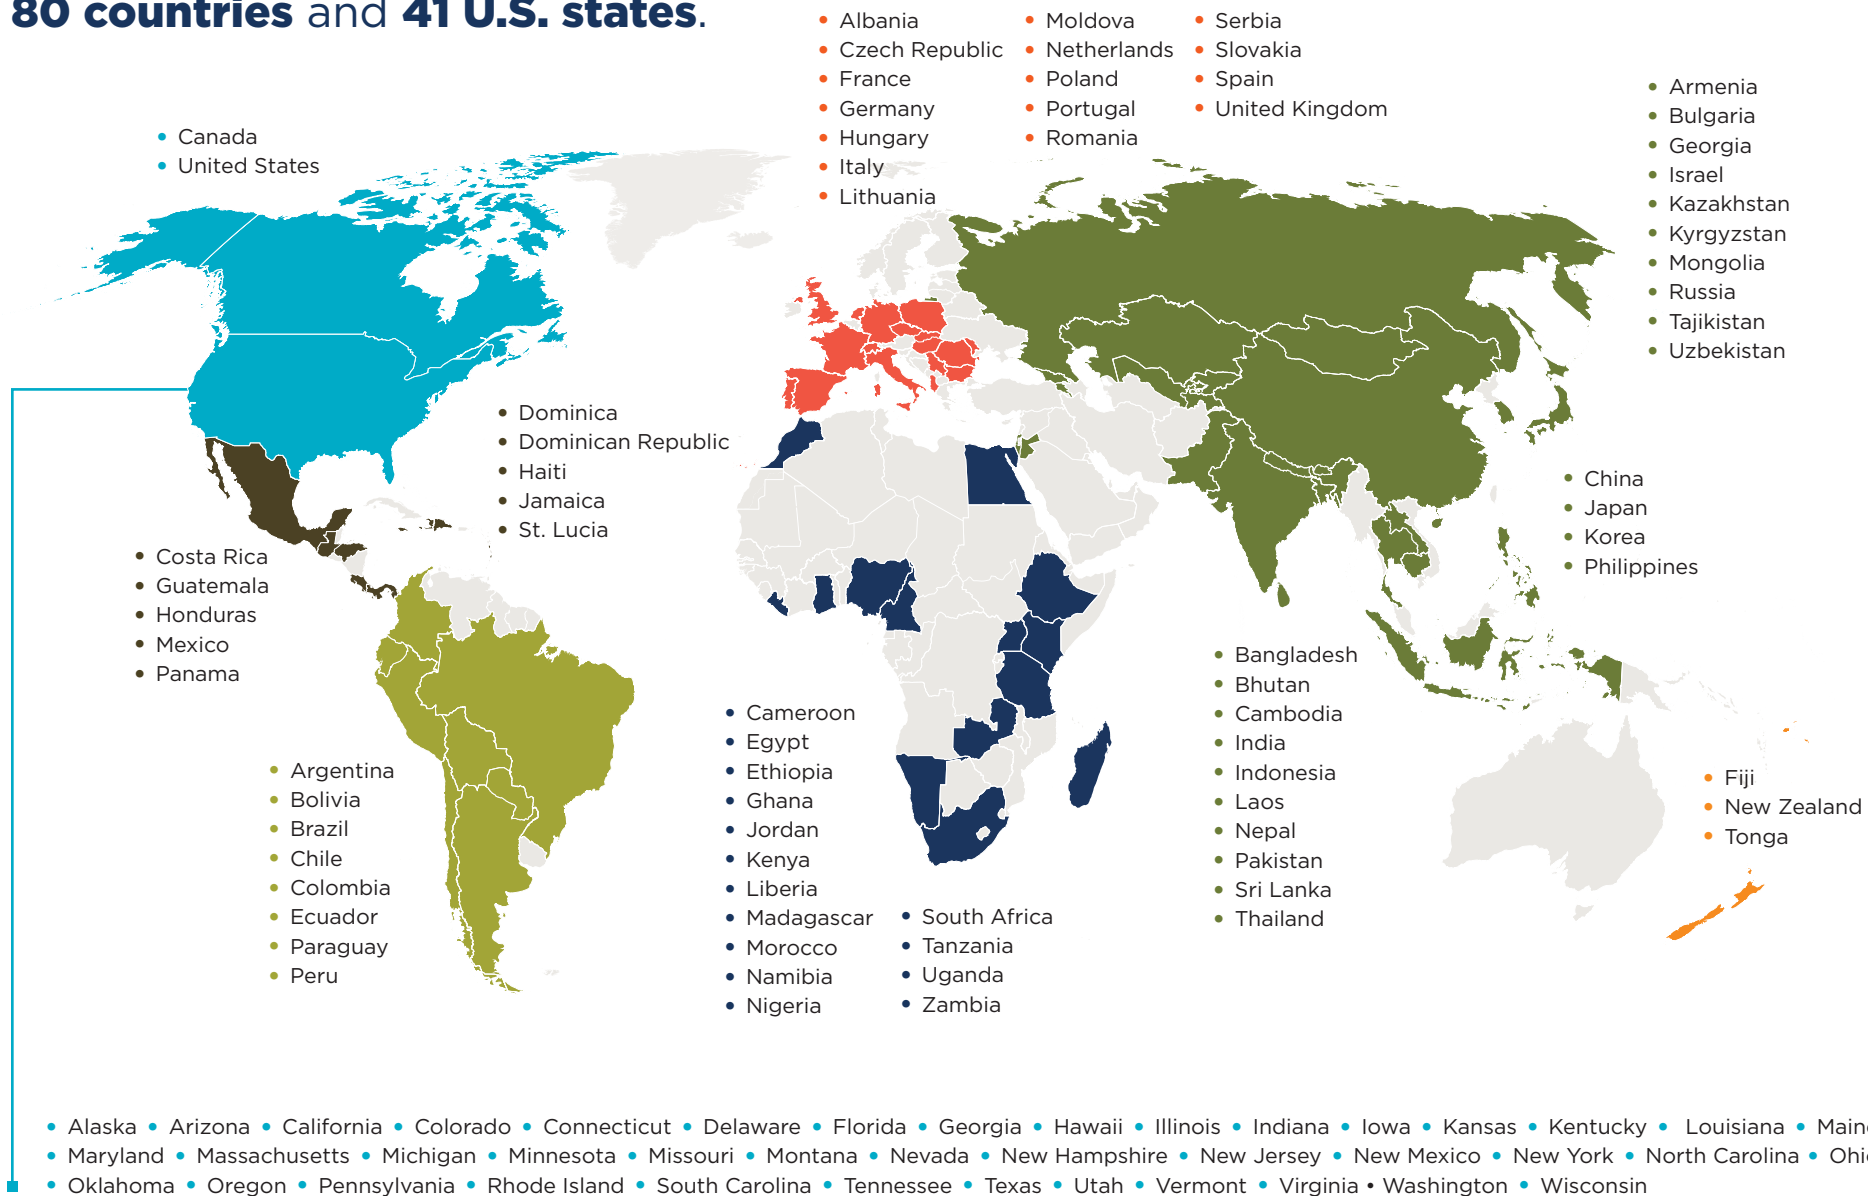 80 countries and 41 U.S. states.
• Canada
• United States
• Albania
• Czech Republic
• France
• Germany
• Hungary
• Italy
• Lithuania
• Moldova
• Netherlands
• Poland
• Portugal
• Romania
• Serbia
• Slovakia
• Spain
• United Kingdom
• Armenia
• Bulgaria
• Georgia
• Israel
• Kazakhstan
• Kyrgyzstan
• Mongolia
• Russia
• Tajikistan
• Uzbekistan
• Dominica
• Dominican Republic
• Haiti
• Jamaica
• St. Lucia
• Costa Rica
• Guatemala
• Honduras
• Mexico
• Panama
• China
• Japan
• Korea
• Philippines
• Bangladesh
• Bhutan
• Cambodia
• India
• Indonesia
• Laos
• Nepal
• Pakistan
• Sri Lanka
• Thailand
• Argentina
• Bolivia
• Brazil
• Chile
• Colombia
• Ecuador
• Paraguay
• Peru
• Cameroon
• Egypt
• Ethiopia
• Ghana
• Jordan
• Kenya
• Liberia
• Madagascar
• Morocco
• Namibia
• Nigeria
• South Africa
• Tanzania
• Uganda
• Zambia
• Fiji
• New Zealand
• Tonga
• Alaska • Arizona • California • Colorado • Connecticut • Delaware • Florida • Georgia • Hawaii • Illinois • Indiana • Iowa • Kansas • Kentucky • Louisiana •
• Maryland • Massachusetts • Michigan • Minnesota • Missouri • Montana • Nevada • New Hampshire • New Jersey • New Mexico • New York • North Carolina •
• Oklahoma • Oregon • Pennsylvania • Rhode Island • South Carolina • Tennessee • Texas • Utah • Vermont • Virginia • Washington • Wisconsin